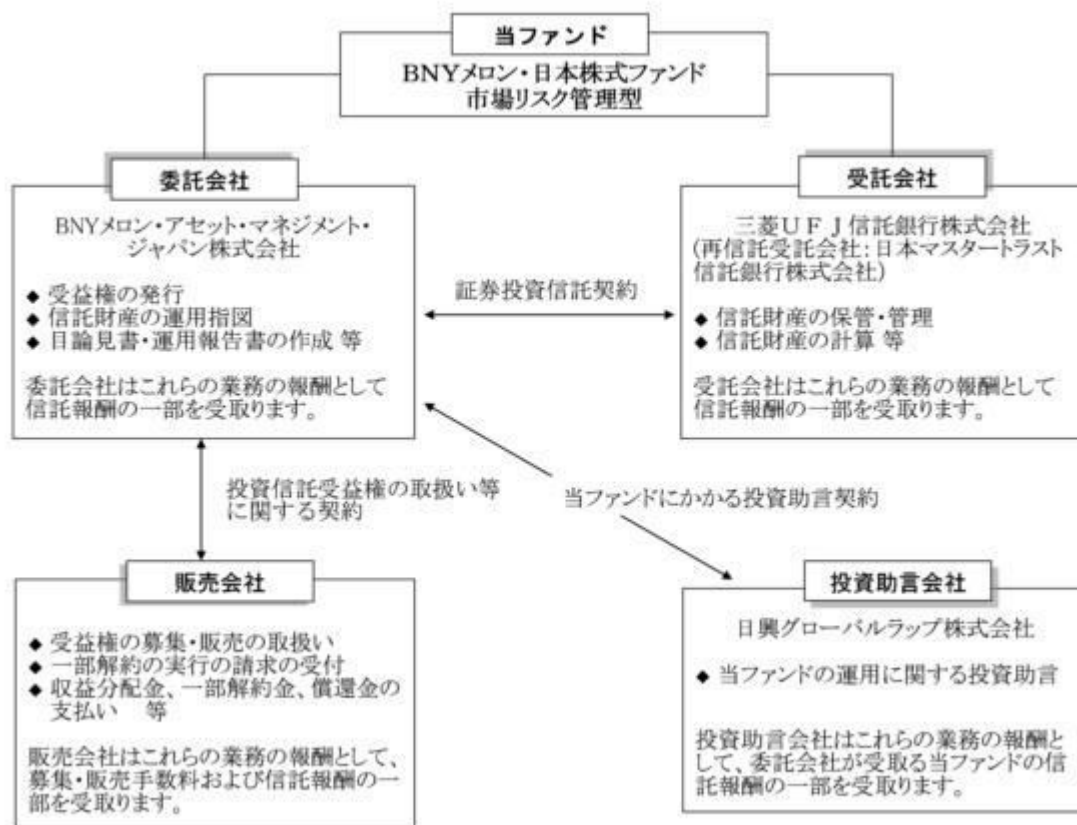 当ファンド
BNYメロン・日本株式ファンド
市場リスク管理型
委託会社
BNYメロン・アセット・マネジメント・
ジャパン株式会社
◆ 受益権の発行
◆ 信託財産の運用指図
◆ 目論見書・運用報告書の作成 等
委託会社はこれらの業務の報酬として
信託報酬の一部を受取ります。
証券投資信託契約
受託会社
三菱UFJ信託銀行株式会社
(再信託受託会社:日本マスタートラスト
信託銀行株式会社)
◆ 信託財産の保管・管理
◆ 信託財産の計算 等
受託会社はこれらの業務の報酬として
信託報酬の一部を受取ります。
投資信託受益権の取扱い等
に関する契約
当ファンドにかかる投資助言契約
販売会社
◆ 受益権の募集・販売の取扱い
◆ 一部解約の実行の請求の受付
◆ 収益分配金、一部解約金、償還金の
支払い 等
販売会社はこれらの業務の報酬として、
募集・販売手数料および信託報酬の一
部を受取ります。
投資助言会社
日興グローバルラップ株式会社
◆ 当ファンドの運用に関する投資助言
投資助言会社はこれらの業務の報酬と
して、委託会社が受取る当ファンドの信
託報酬の一部を受取ります。